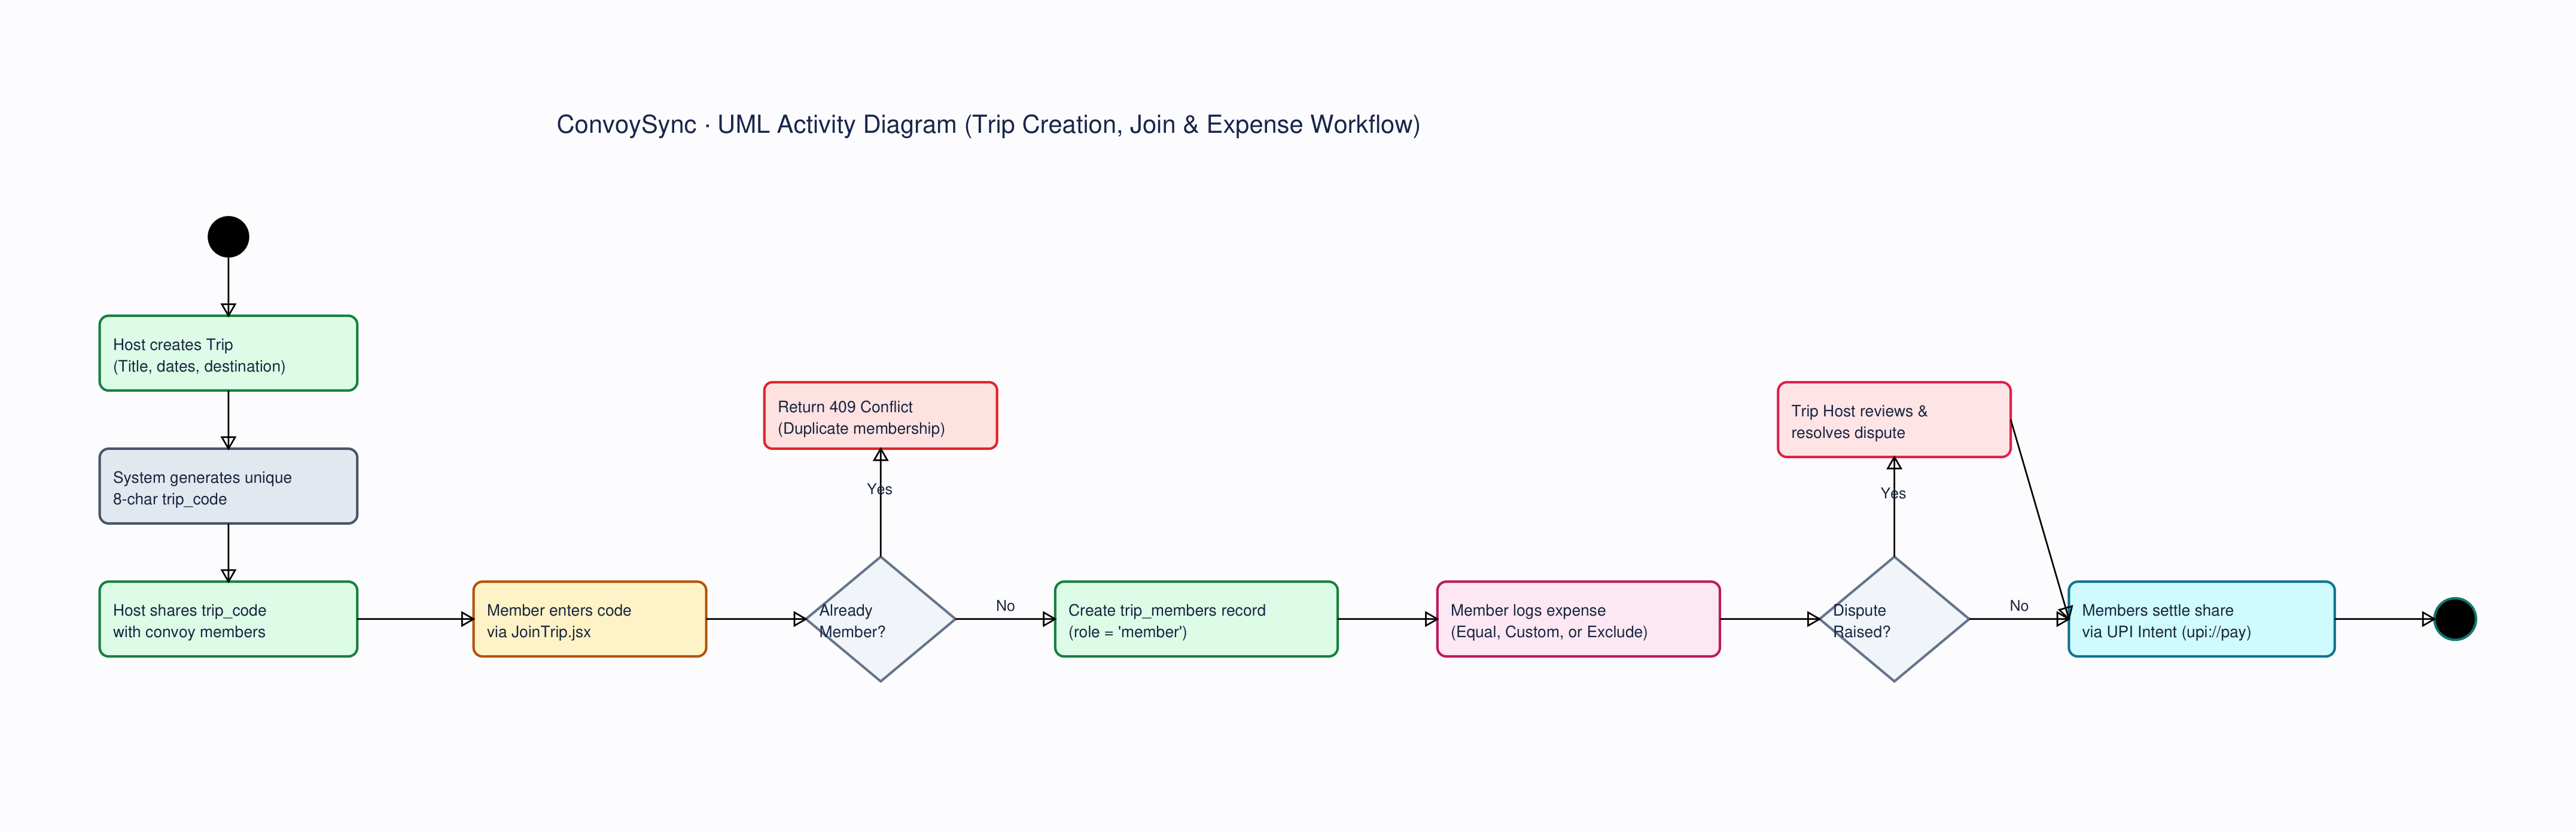 ConvoySync · UML Activity Diagram (Trip Creation, Join & Expense Workflow)
Host creates Trip
(Title, dates, destination)
System generates unique
8-char trip_code
Host shares trip_code
with convoy members
Member enters code
via JoinTrip.jsx
Already
Member?
Yes
Return 409 Conflict
(Duplicate membership)
No
Create trip_members record
(role = 'member')
Member logs expense
(Equal, Custom, or Exclude)
Dispute
Raised?
Yes
Trip Host reviews &
resolves dispute
No
Members settle share
via UPI Intent (upi://pay)